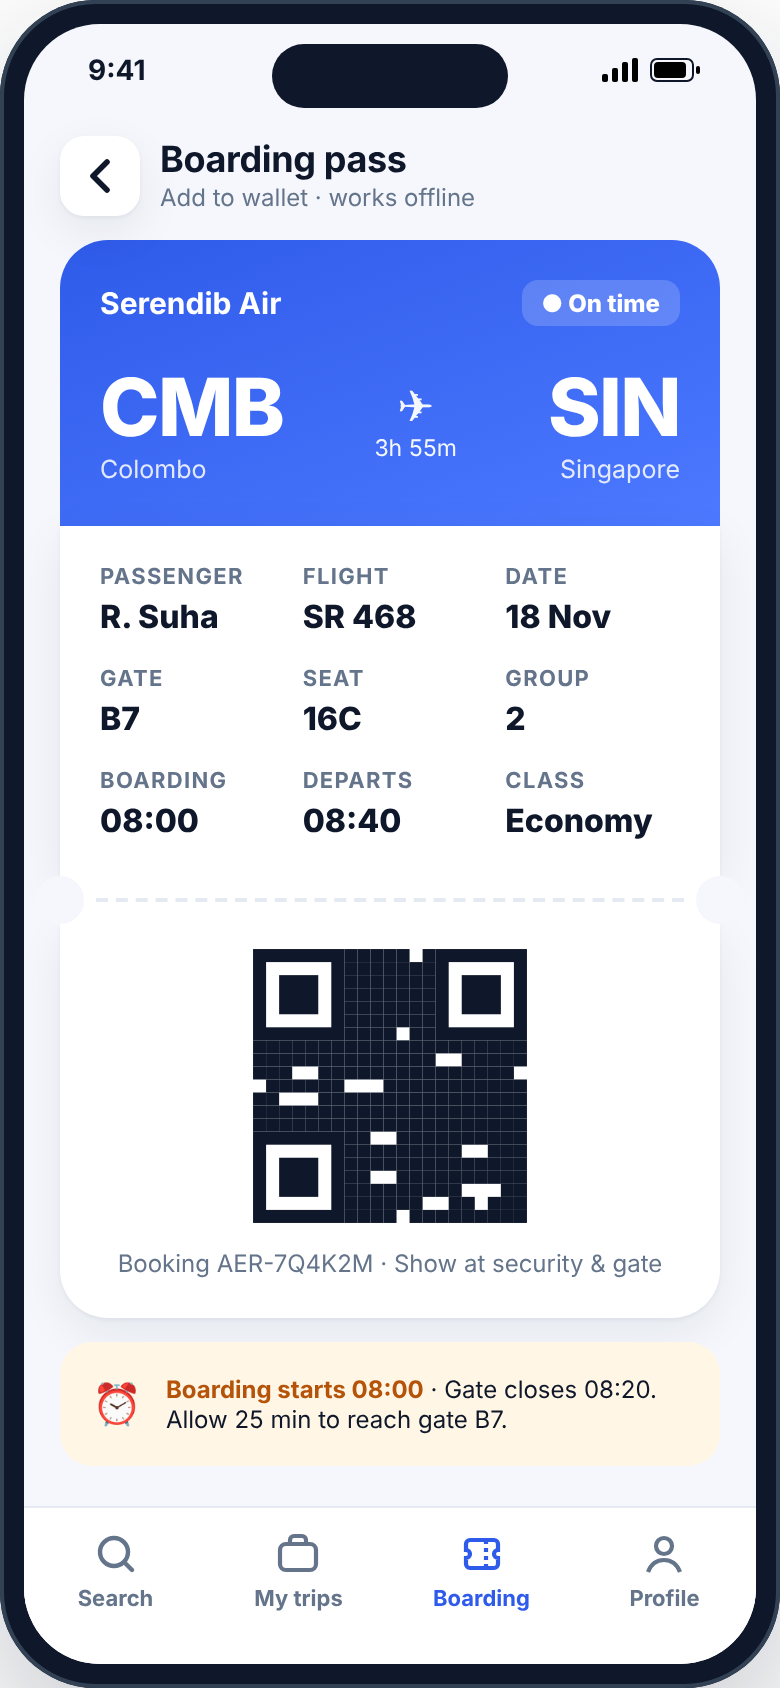 9:41
Boarding pass
Add to wallet · works offline
Serendib Air
On time
CMB
SIN
3h 55m
Colombo
Singapore
PASSENGER FLIGHT DATE
R. Suha SR 468 18 Nov
GATE SEAT GROUP
B7 16C 2
BOARDING DEPARTS CLASS
08:00 08:40 Economy
Booking AER-7Q4K2M · Show at security & gate
Boarding starts 08:00 · Gate closes 08:20.
Allow 25 min to reach gate B7.
Search My trips Boarding Profile